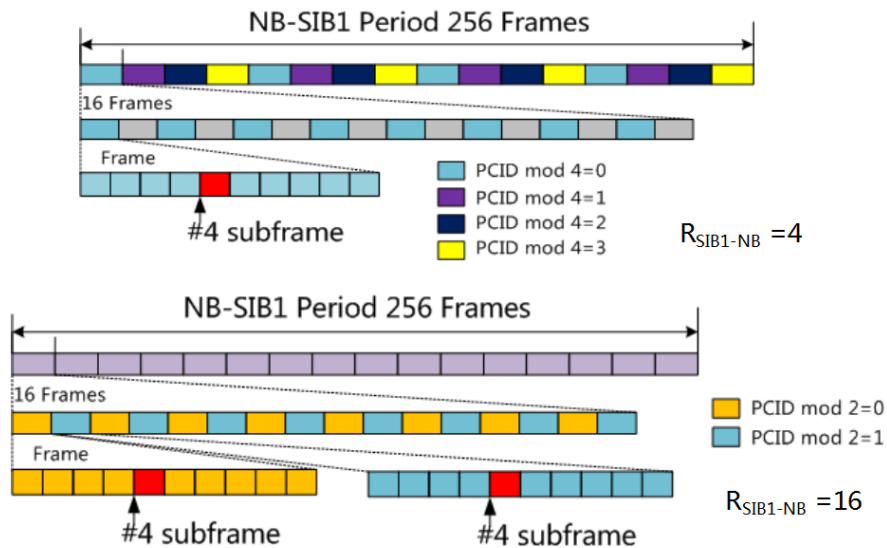 NB-SIB1 Period 256 Frames
16 Frames
Frame
#4 subframe
PCID mod 4=0
PCID mod 4=1
PCID mod 4=2
PCID mod 4=3
RSIB1-NB =4
NB-SIB1 Period 256 Frames
16 Frames
Frame
#4 subframe
#4 subframe
PCID mod 2=0
PCID mod 2=1
RSIB1-NB =16